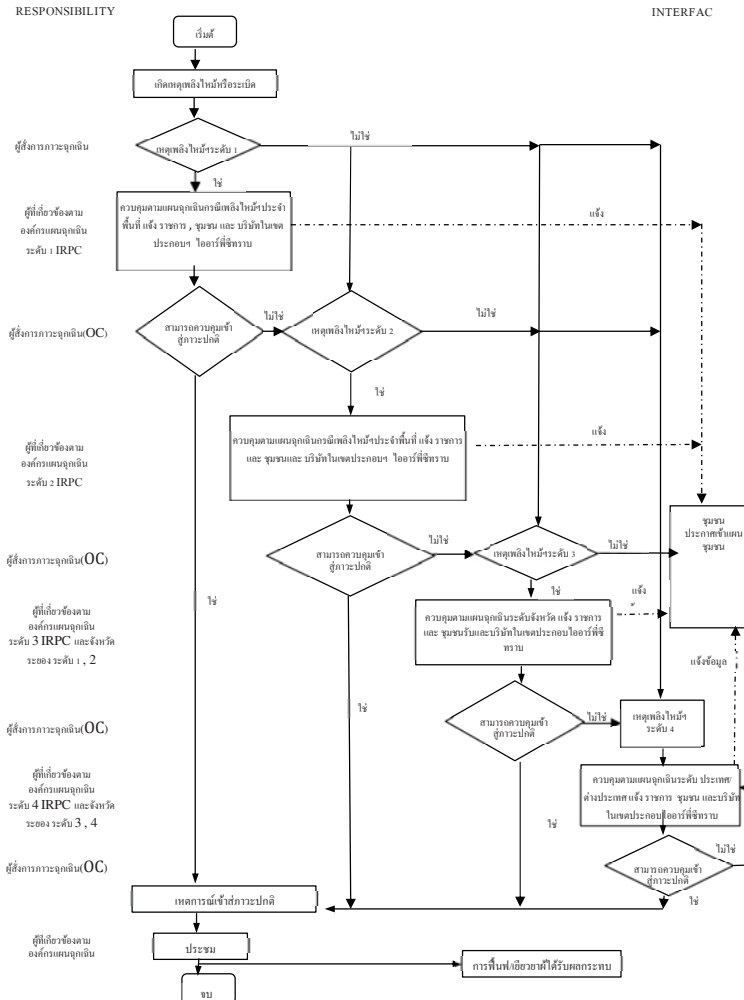 RESPONSIBILITY
INTERFAC
เริ่มต้
เกิดเหตุเพลิงไหม้หรือระเบิด
ผู้สั่งการภาวะฉุกเฉิน
เหตุเพลิงไหม้ฯระดับ 1
ไม่ใช่
ใช่
ผู้ที่เกี่ยวข้องตาม
องค์กรแผนฉุกเฉิน
ระดับ 1 IRPC
ควบคุมตามแผนฉุกเฉินกรณีเพลิงไหม้ฯประจำ
พื้นที่ แจ้ง ราชการ , ชุมชน และ บริษัทในเขต
ประกอบฯ ไออาร์พีซีทราบ
แจ้ง
ผู้สั่งการภาวะฉุกเฉิน(OC)
สามารถควบคุมเข้า
สู่ภาวะปกติ
ไม่ใช่
เหตุเพลิงไหม้ฯระดับ 2
ไม่ใช่
ใช่
ผู้ที่เกี่ยวข้องตาม
องค์กรแผนฉุกเฉิน
ระดับ 2 IRPC
ควบคุมตามแผนฉุกเฉินกรณีเพลิงไหม้ฯประจำพื้นที่ แจ้ง ราชการ
และ ชุมชนและ บริษัทในเขตประกอบฯ ไออาร์พีซีทราบ
แจ้ง
ชุมชน
ประกาศเข้าแผน
ชุมชน
ผู้สั่งการภาวะฉุกเฉิน(OC)
สามารถควบคุมเข้า
สู่ภาวะปกติ
ไม่ใช่
เหตุเพลิงไหม้ฯระดับ 3
ไม่ใช่
ใช่
แจ้ง
ใช่
ผู้ที่เกี่ยวข้องตาม
องค์กรแผนฉุกเฉิน
ระดับ 3 IRPC และจังหวัด
ระยอง ระดับ 1 , 2
ควบคุมตามแผนฉุกเฉินระดับจังหวัด แจ้ง ราชการ
และ ชุมชนรับและบริษัทในเขตประกอบไออาร์พีซี
ทราบ
แจ้งข้อมูล
ใช่
ผู้สั่งการภาวะฉุกเฉิน(OC)
สามารถควบคุมเข้า
สู่ภาวะปกติ
ไม่ใช่
เหตุเพลิงไหม้ฯ
ระดับ 4
ผู้ที่เกี่ยวข้องตาม
องค์กรแผนฉุกเฉิน
ระดับ 4 IRPC และจังหวัด
ระยอง ระดับ 3 , 4
ควบคุมตามแผนฉุกเฉินระดับ ประเทศ/
ต่างประเทศ แจ้ง ราชการ ชุมชน และบริษัท
ในเขตประกอบไออาร์พีซีทราบ
ใช่
ผู้สั่งการภาวะฉุกเฉิน(OC)
สามารถควบคุมเข้า
สู่ภาวะปกติ
ไม่ใช่
ใช่
เหตการณ์เข้าสู่ภาวะปกติ
ผู้ที่เกี่ยวข้องตาม
องค์กรแผนฉุกเฉิน
ประชม
การฟื้นฟ/เยียวยาผ้ได้รับผลกระทบ
จบ